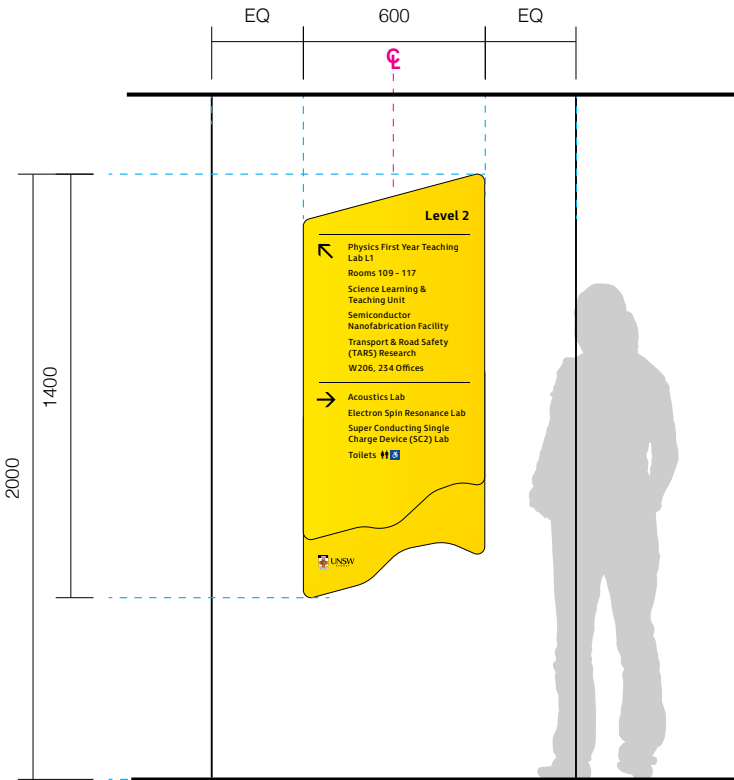 EQ 600 EQ
CL
1400
2000
Level 2
Physics First Year Teaching
Lab L1
Rooms 109 - 117
Science Learning &
Teaching Unit
Semiconductor
Nanofabrication Facility
Transport & Road Safety
(TARS) Research
W206, 234 Offices
Acoustics Lab
Electron Spin Resonance Lab
Super Conducting Single
Charge Device (SC2) Lab
Toilets
UNSW